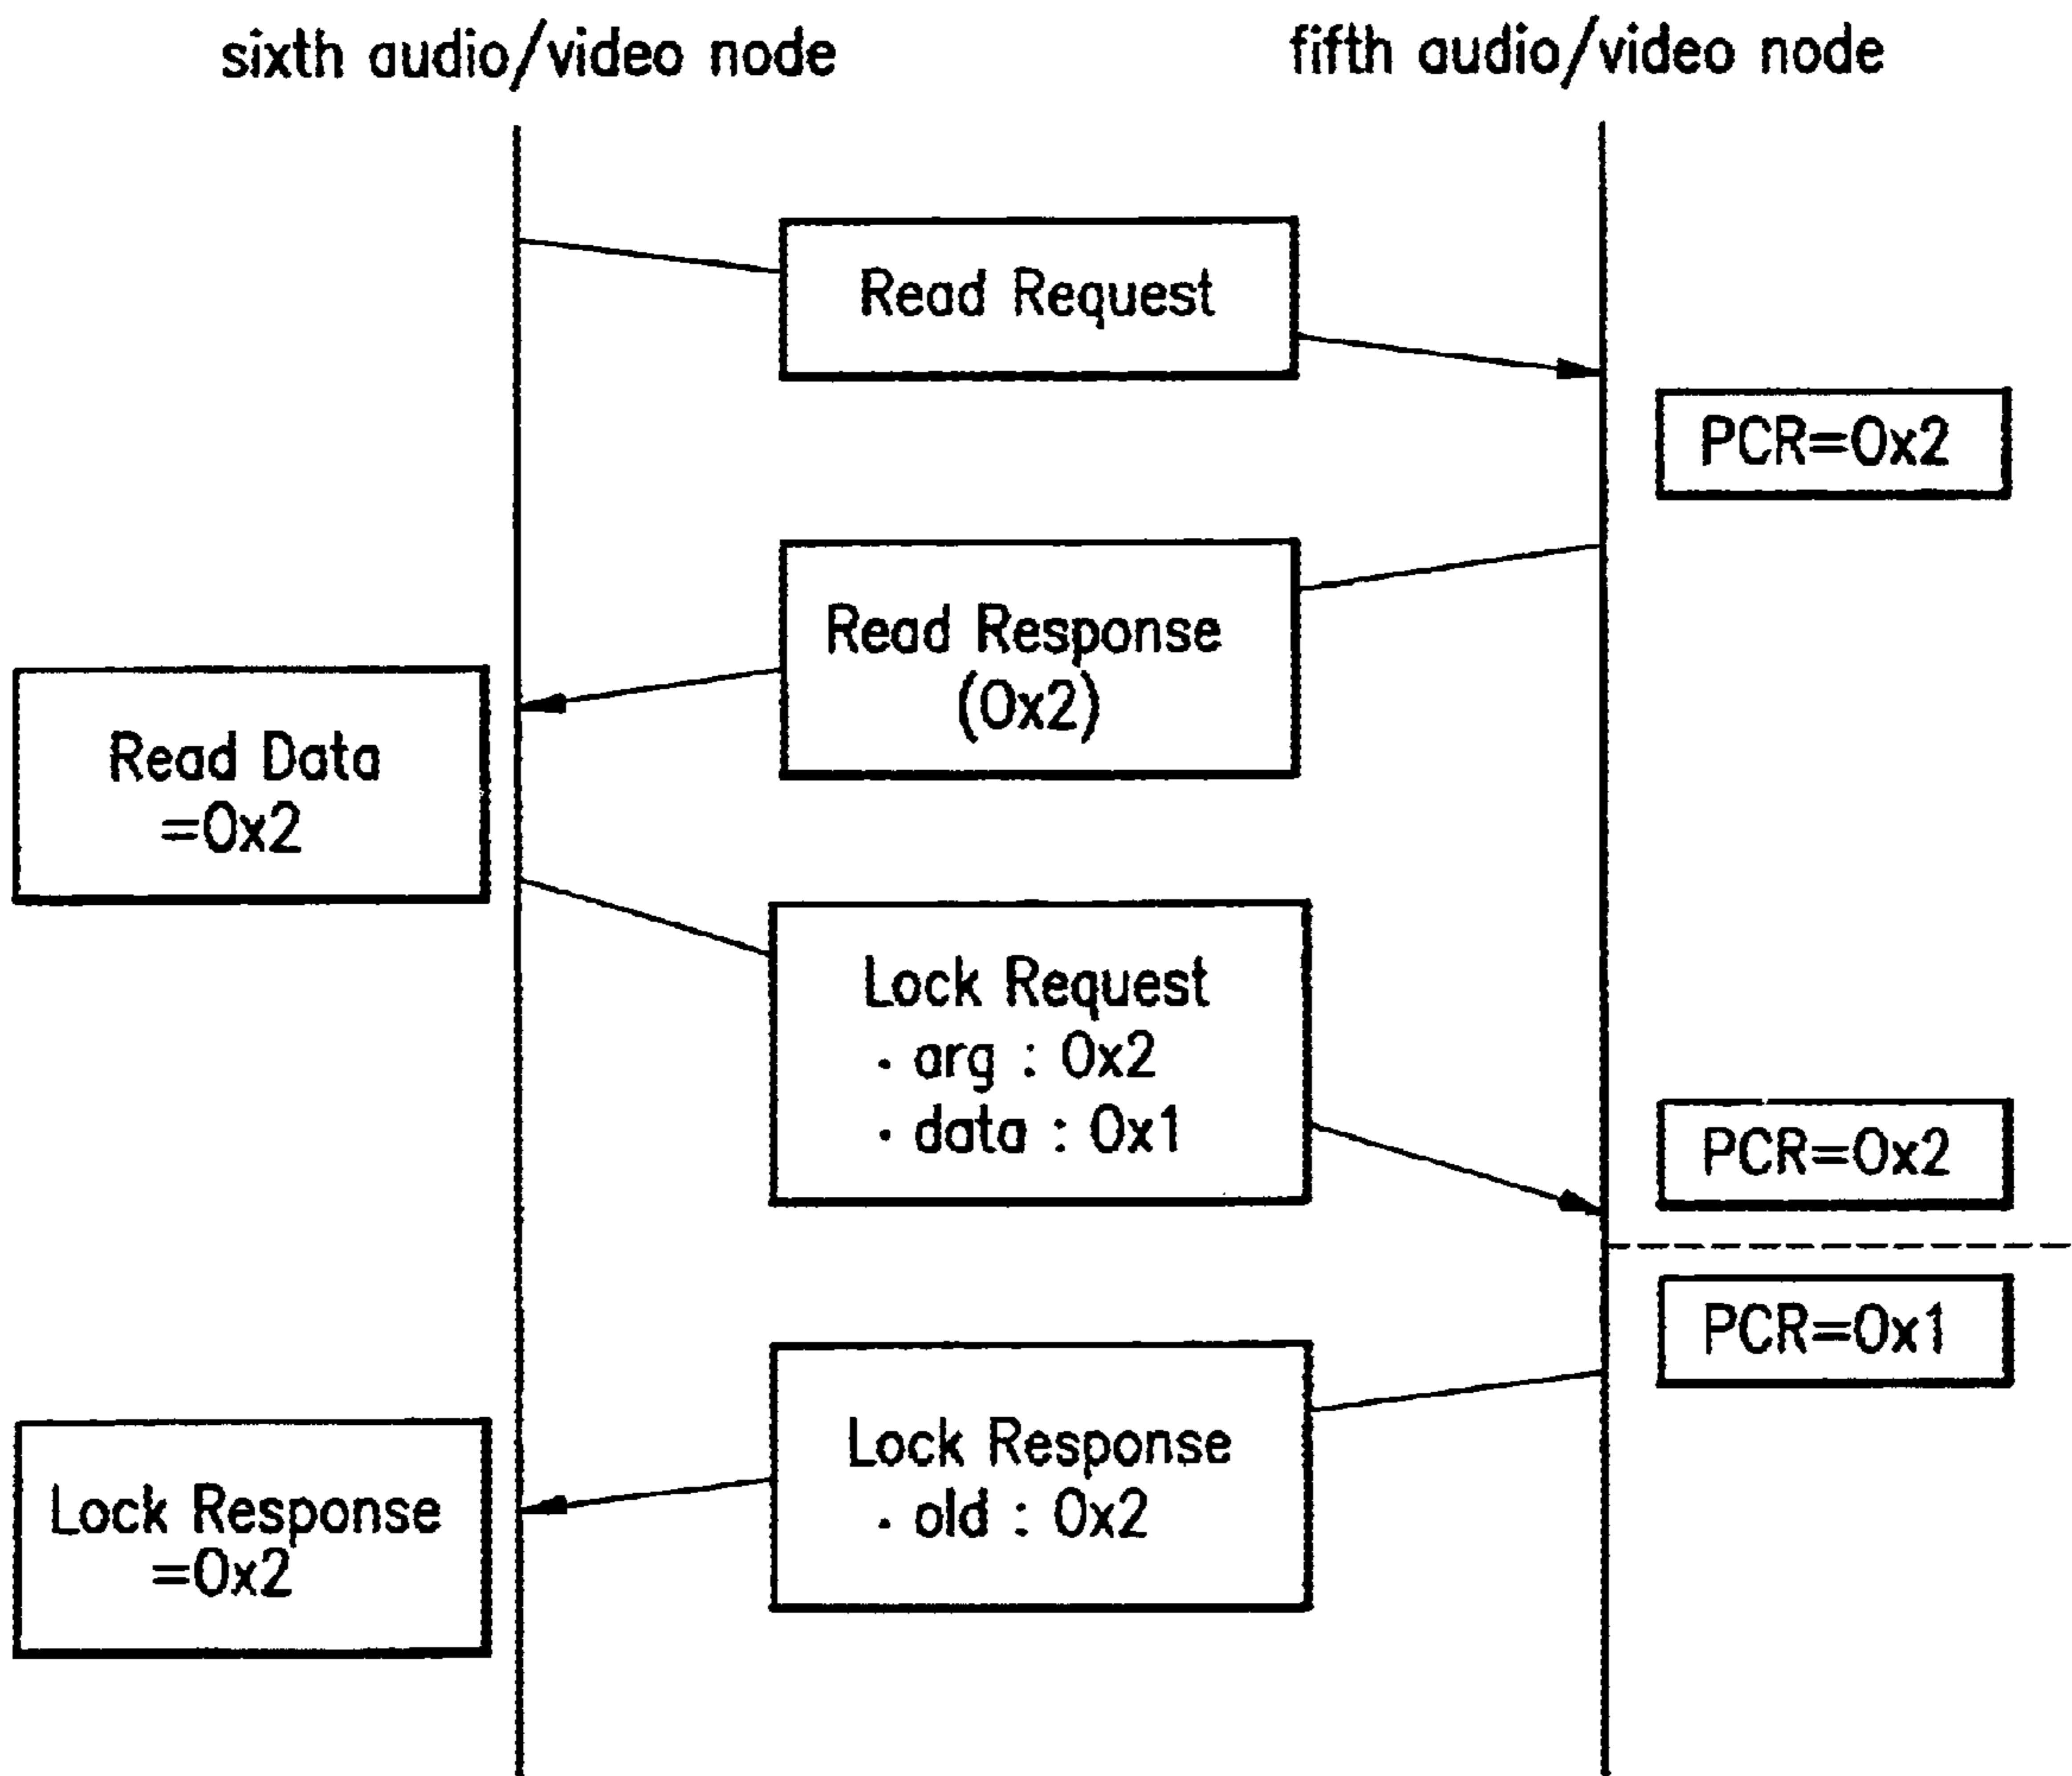 sixth audio/video node
fifth audio/video node
Read Request
PCR=0x2
Read Response
(0x2)
Read Data
=0x2
Lock Request
· arg : 0x2
· data : 0x1
PCR=0x2
PCR=0x1
Lock Response
· old : 0x2
Lock Response
=0x2